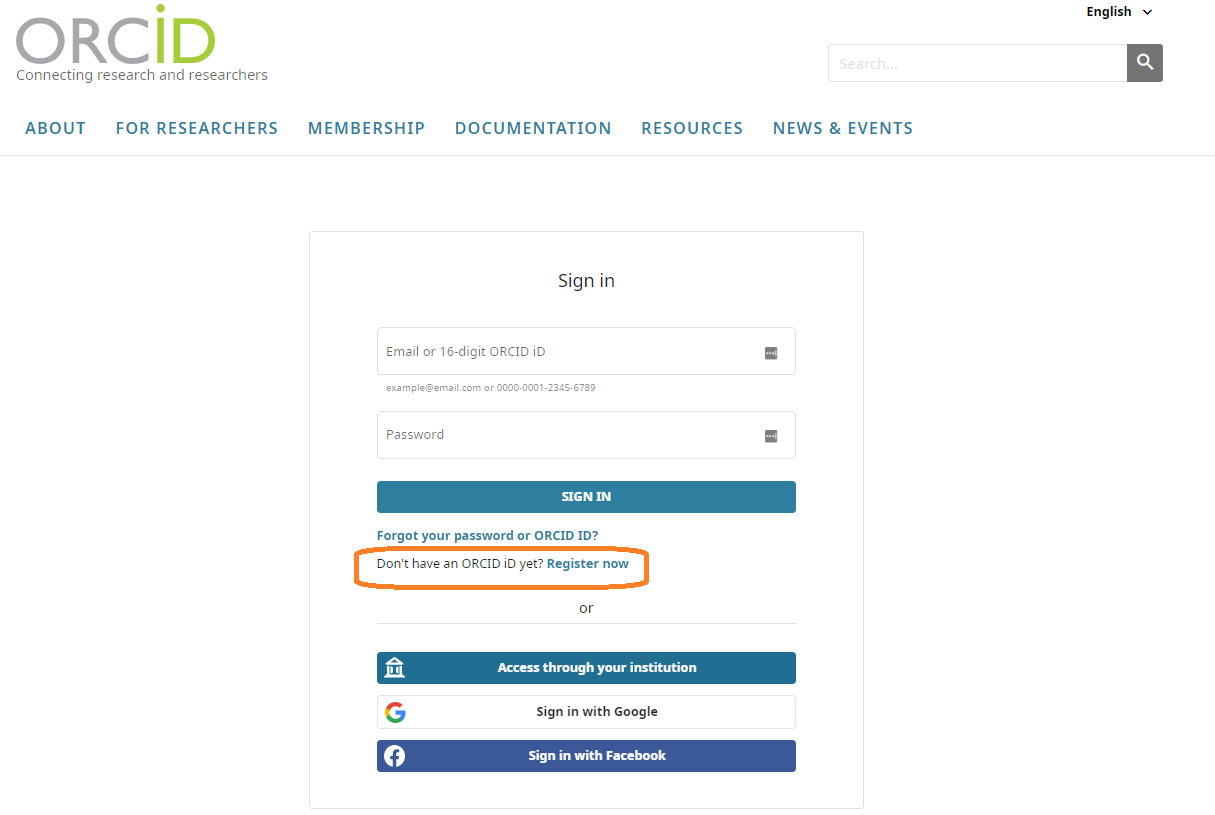 ORCiD
Connecting research and researchers
English
Search...
ABOUT FOR RESEARCHERS MEMBERSHIP DOCUMENTATION RESOURCES NEWS & EVENTS
Sign in
Email or 16-digit ORCID iD
example@email.com or 0000-0001-2345-6789
Password
SIGN IN
Forgot your password or ORCID ID?
Don't have an ORCID iD yet? Register now
or
Access through your institution
Sign in with Google
Sign in with Facebook